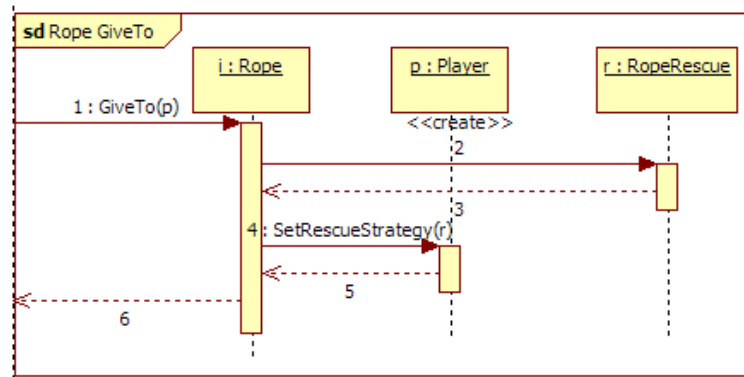 sd Rope GiveTo
i : Rope
p : Player
r : RopeRescue
1 : GiveTo(p)
<<create>>
2
3
4 : SetRescueStrategy(r)
5
6